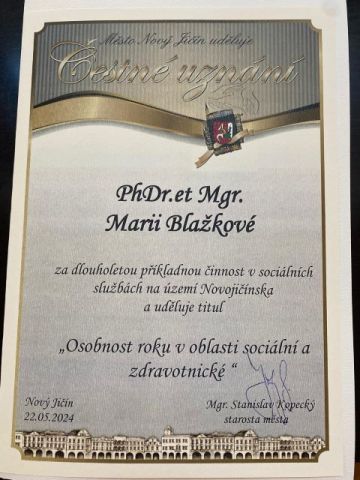 Město Nový Jičín uděluje
Čestné uznání
PhDr.et Mgr.
Marii Blažkové
za dlouholetou příkladnou činnost v sociálních
službách na území Novojičínska
a uděluje titul
„Osobnost roku v oblasti sociální a
zdravotnické “
Nový Jičín
22.05.2024
Mgr. Stanislav Kopecký
starosta města